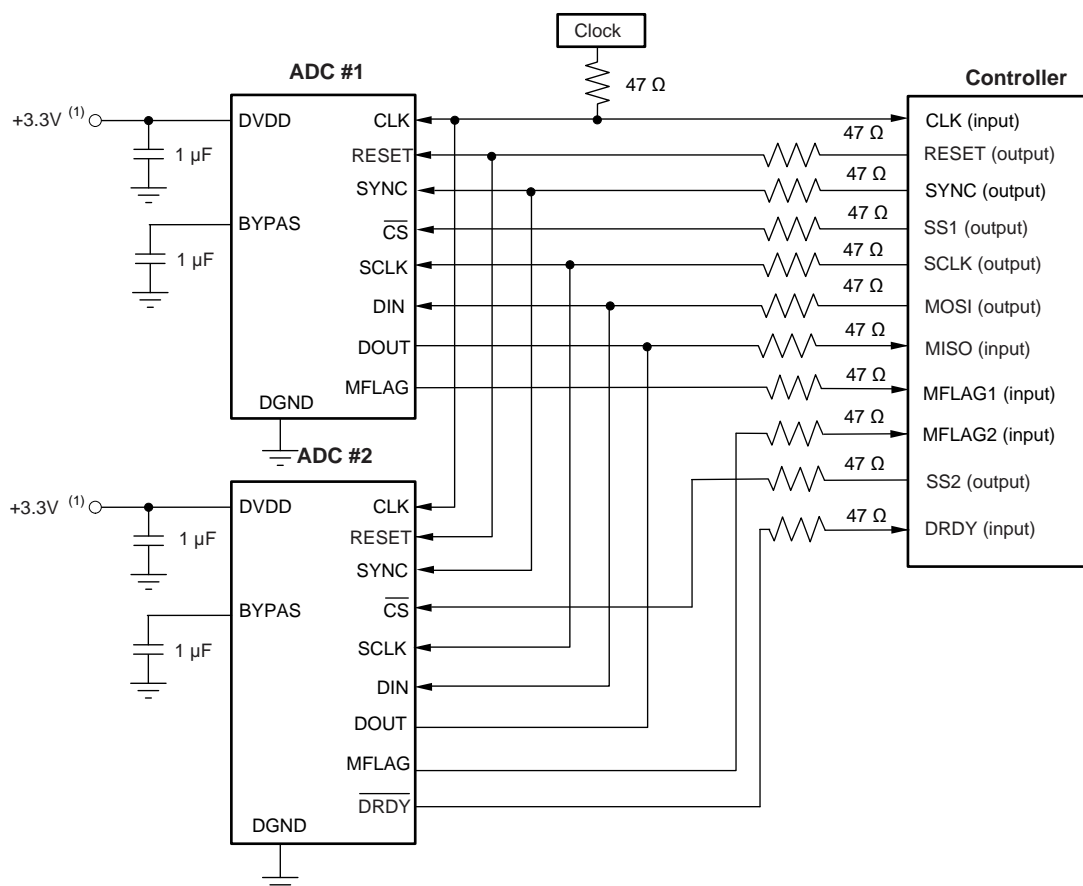 Clock
47 Ω
ADC #1
Controller
+3.3V (1)
1 µF
1 µF
DVDD
BYPAS
DGND
CLK
RESET
SYNC
CS
SCLK
DIN
DOUT
MFLAG
47 Ω
47 Ω
47 Ω
47 Ω
47 Ω
47 Ω
47 Ω
47 Ω
47 Ω
47 Ω
CLK (input)
RESET (output)
SYNC (output)
SS1 (output)
SCLK (output)
MOSI (output)
MISO (input)
MFLAG1 (input)
MFLAG2 (input)
SS2 (output)
DRDY (input)
ADC #2
+3.3V (1)
1 µF
1 µF
DVDD
BYPAS
DGND
CLK
RESET
SYNC
CS
SCLK
DIN
DOUT
MFLAG
DRDY